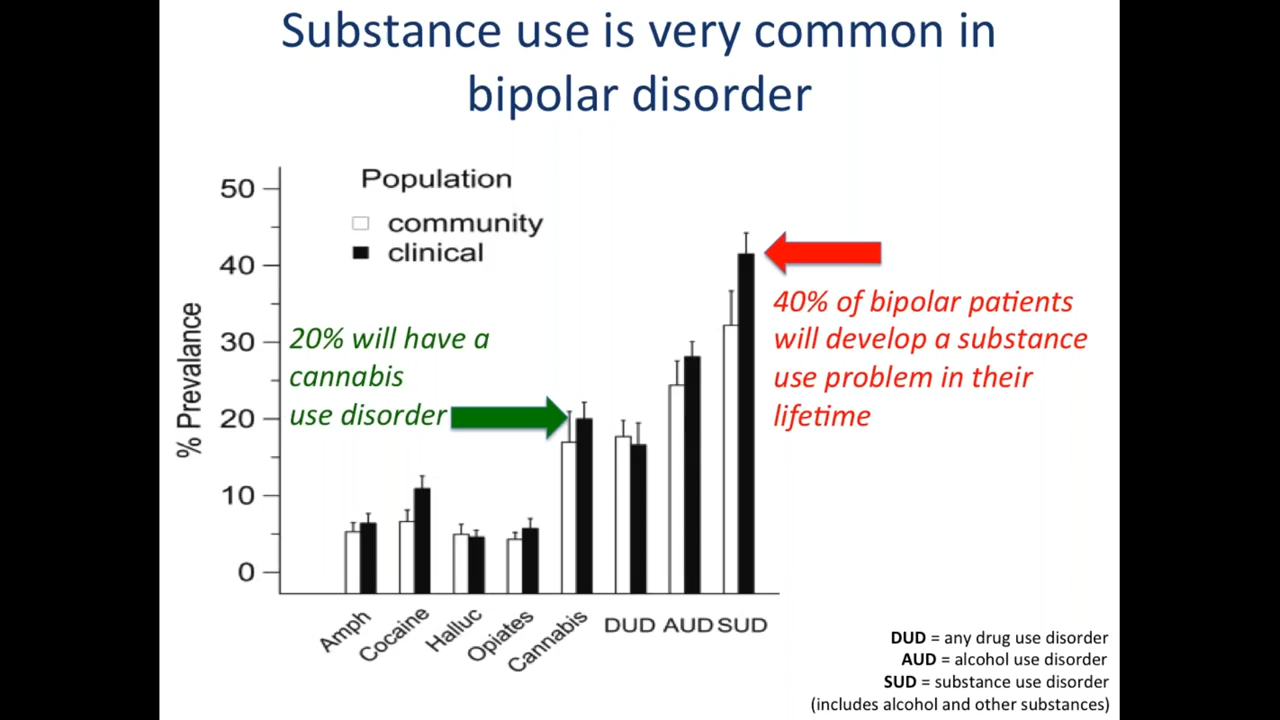 Substance use is very common in
bipolar disorder
Population
community
clinical
50
40
30
20
10
0
% Prevalance
20% will have a
cannabis
use disorder
40% of bipolar patients
will develop a substance
use problem in their
lifetime
Amph
Cocaine
Halluc
Opiates
Cannabis
DUD
AUD
SUD
DUD = any drug use disorder
AUD = alcohol use disorder
SUD = substance use disorder
(includes alcohol and other substances)